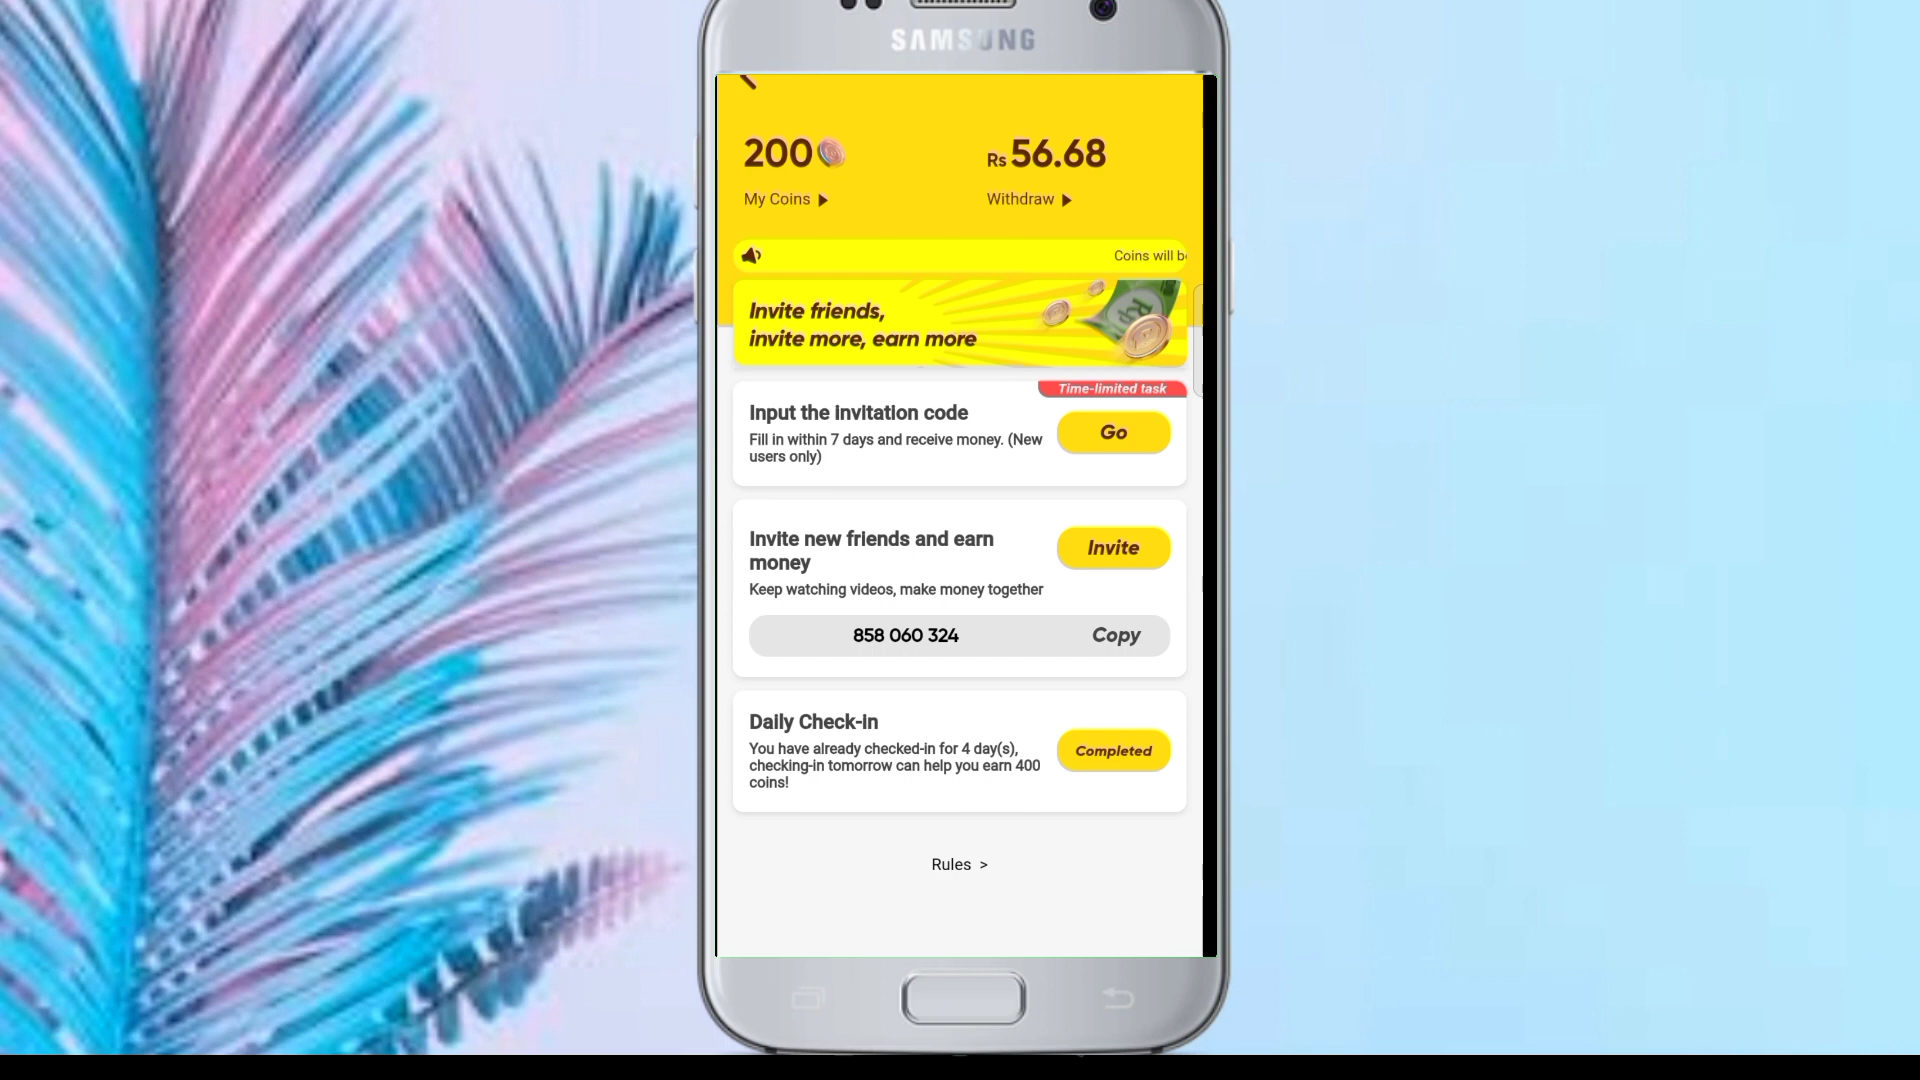 SAMSUNG
200
Rs 56.68
My Coins
Withdraw
Coins will be
Invite friends,
invite more, earn more
Time-limited task
Input the invitation code
Fill in within 7 days and receive money. (New
users only)
Go
Invite new friends and earn
money
Invite
Keep watching videos, make money together
858 060 324
Copy
Daily Check-in
You have already checked-in for 4 day(s),
checking-in tomorrow can help you earn 400
coins!
Completed
Rules >